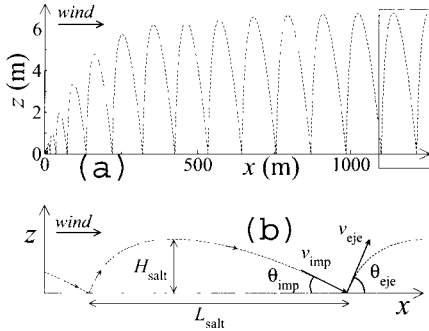 wind
z (m)
6
4
2
0
0
500
1000
x (m)
(a)
wind
(b)
z
H_salt
v_imp
v_eje
θ_imp
θ_eje
L_salt
x